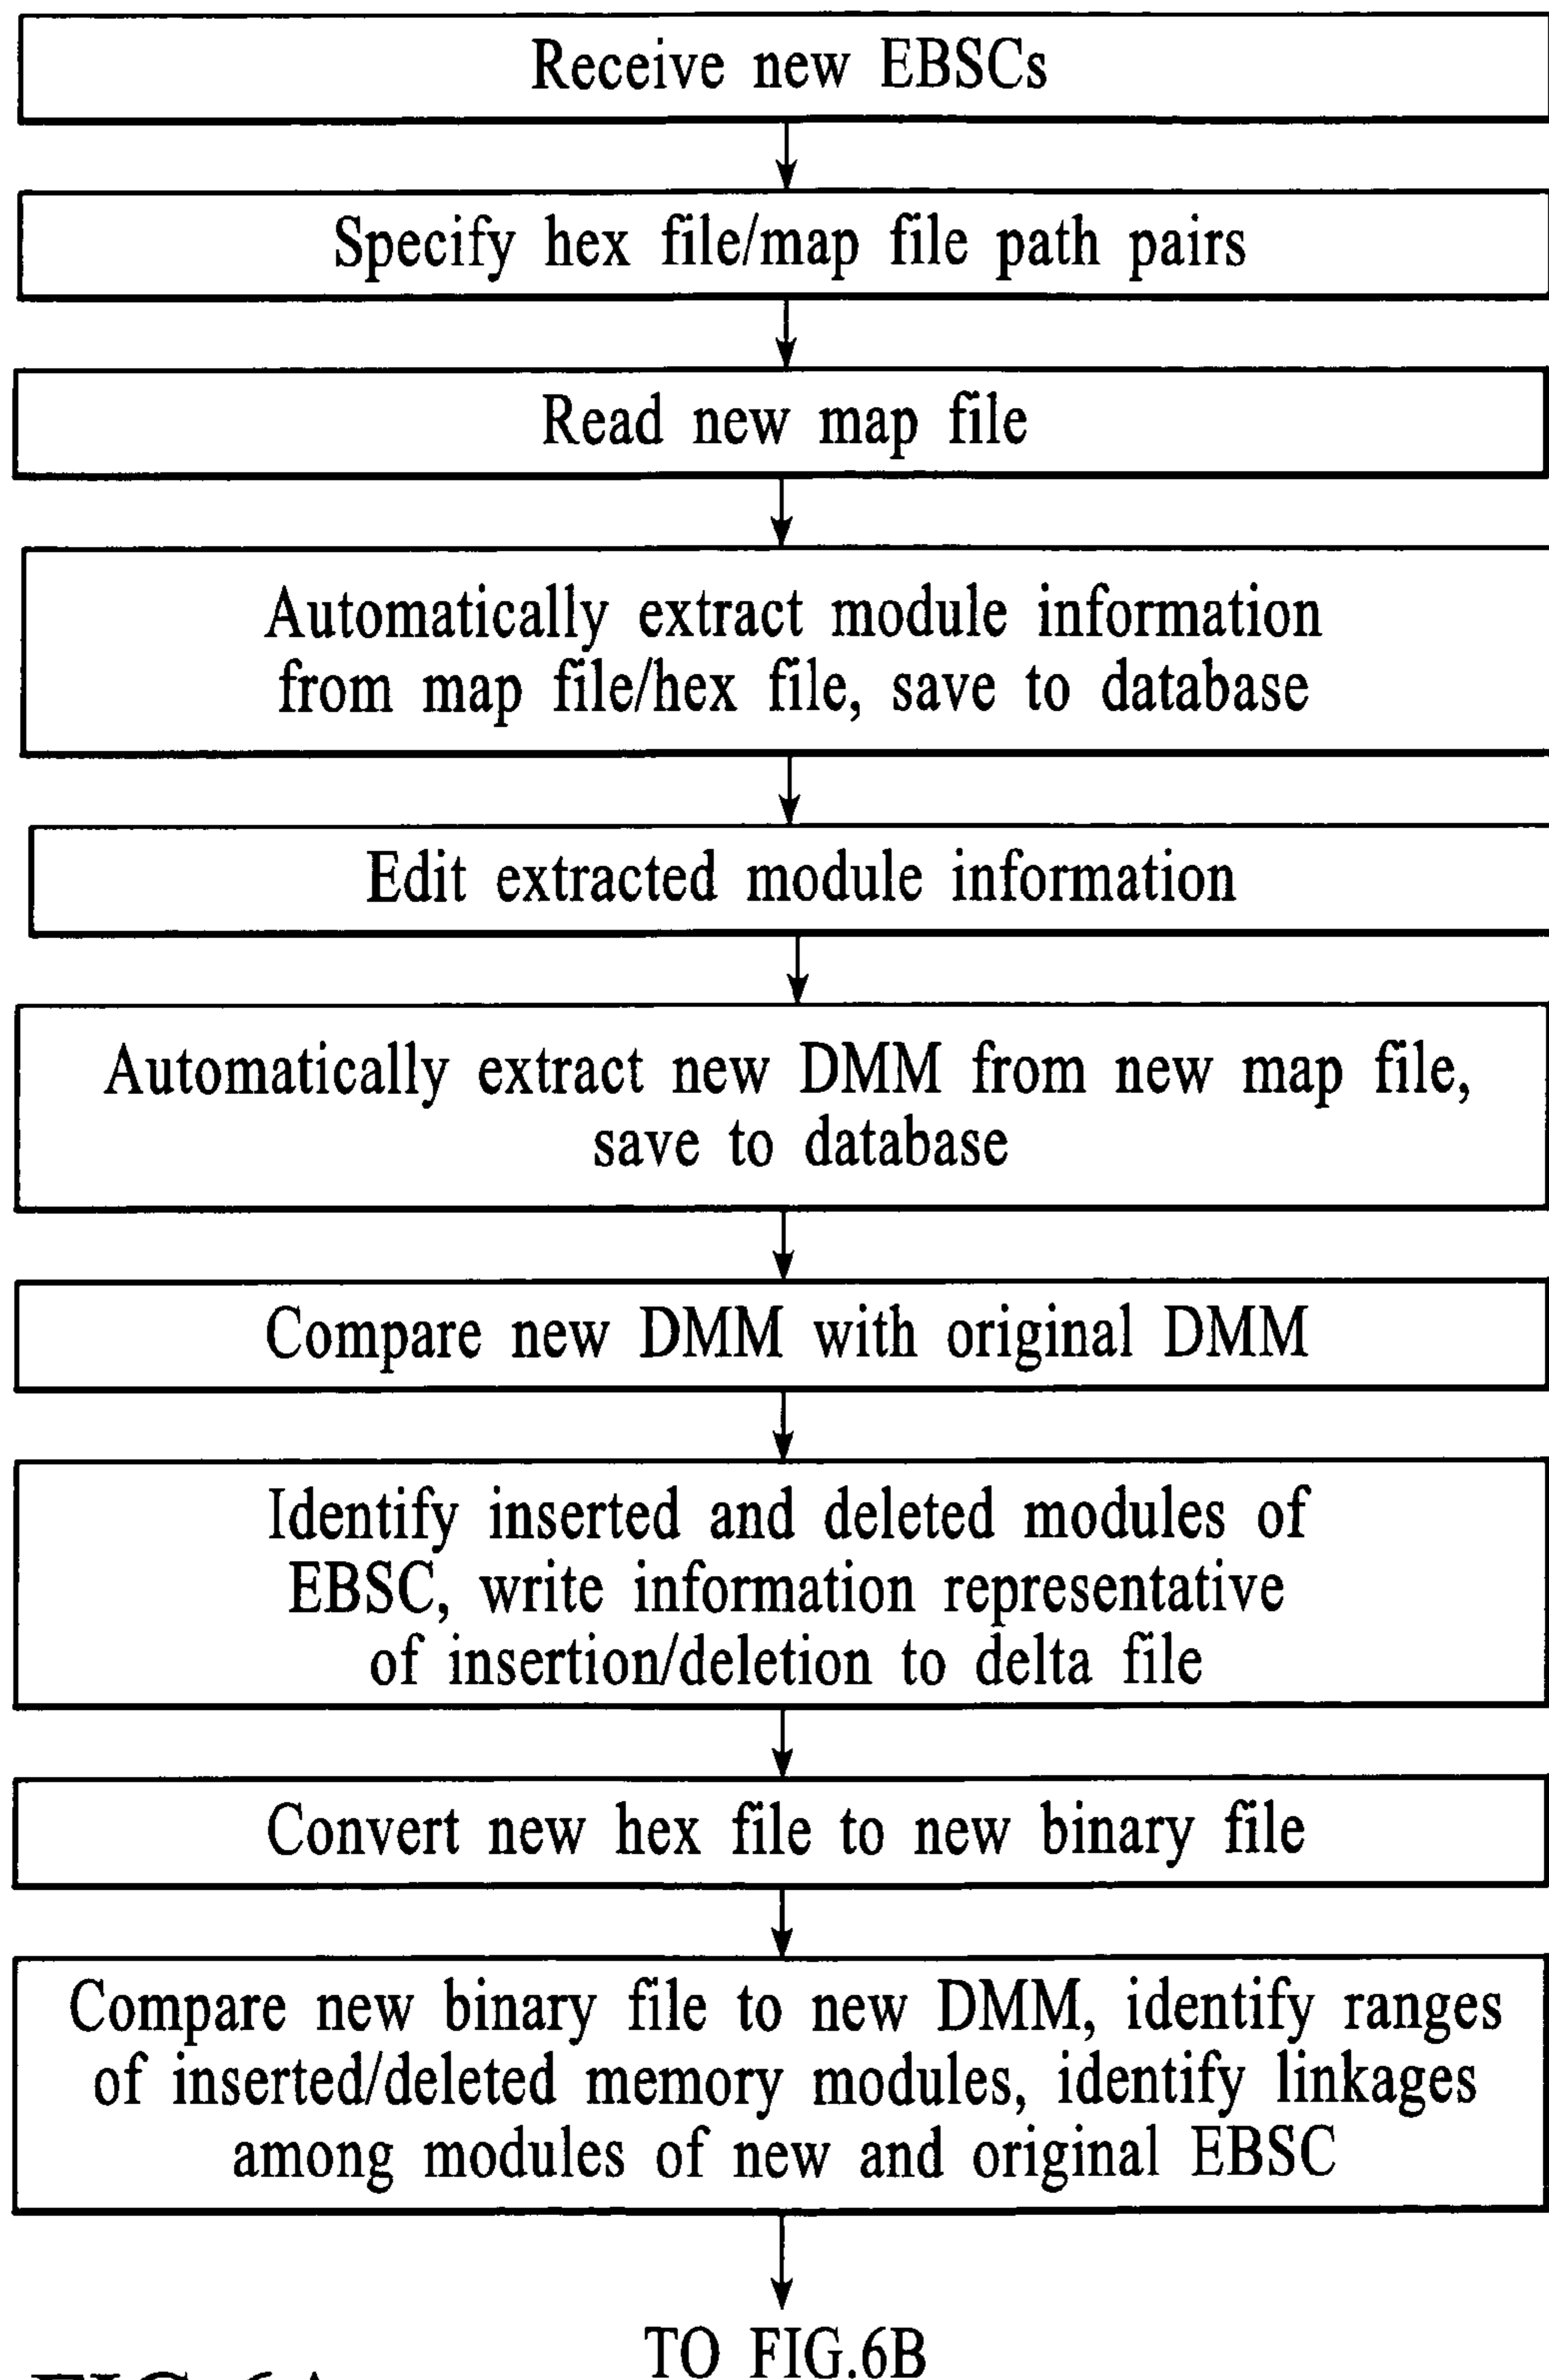 Receive new EBSCs
Specify hex file/map file path pairs
Read new map file
Automatically extract module information
from map file/hex file, save to database
Edit extracted module information
Automatically extract new DMM from new map file,
save to database
Compare new DMM with original DMM
Identify inserted and deleted modules of
EBSC, write information representative
of insertion/deletion to delta file
Convert new hex file to new binary file
Compare new binary file to new DMM, identify ranges
of inserted/deleted memory modules, identify linkages
among modules of new and original EBSC
TO FIG.6B